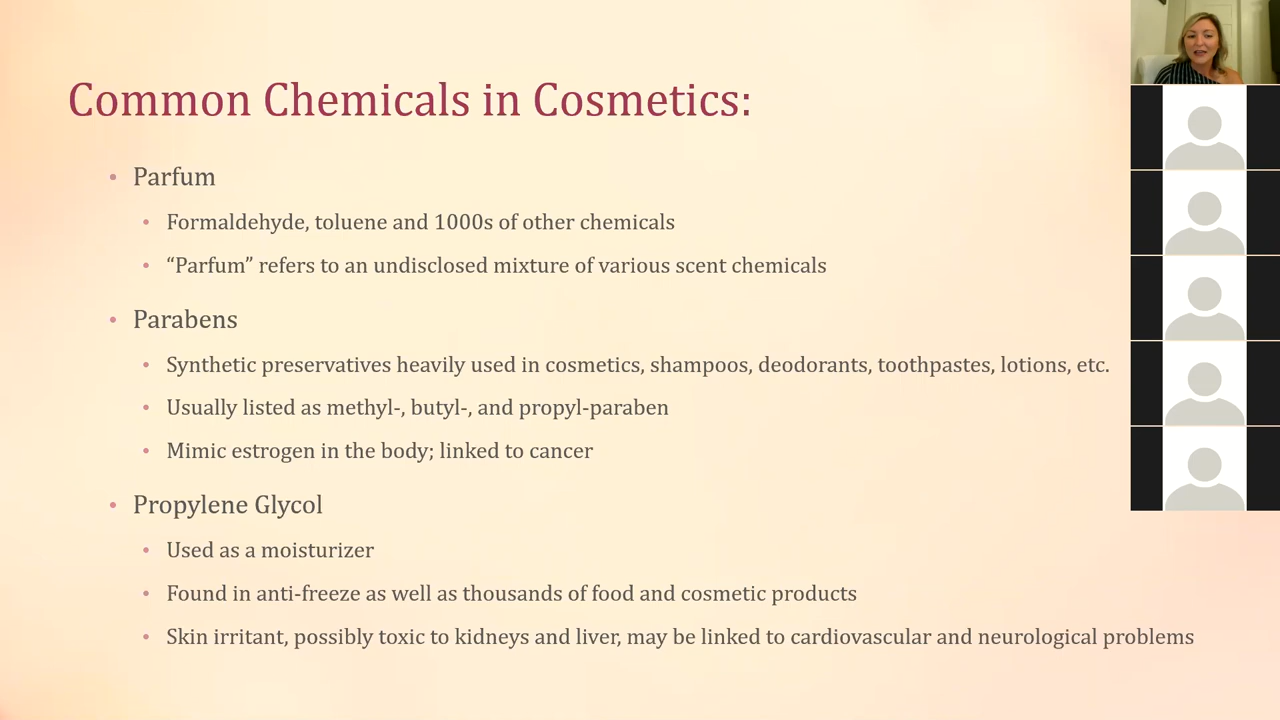 Common Chemicals in Cosmetics:
• Parfum
• Formaldehyde, toluene and 1000s of other chemicals
• “Parfum” refers to an undisclosed mixture of various scent chemicals
• Parabens
• Synthetic preservatives heavily used in cosmetics, shampoos, deodorants, toothpastes, lotions, etc.
• Usually listed as methyl-, butyl-, and propyl-paraben
• Mimic estrogen in the body; linked to cancer
• Propylene Glycol
• Used as a moisturizer
• Found in anti-freeze as well as thousands of food and cosmetic products
• Skin irritant, possibly toxic to kidneys and liver, may be linked to cardiovascular and neurological problems